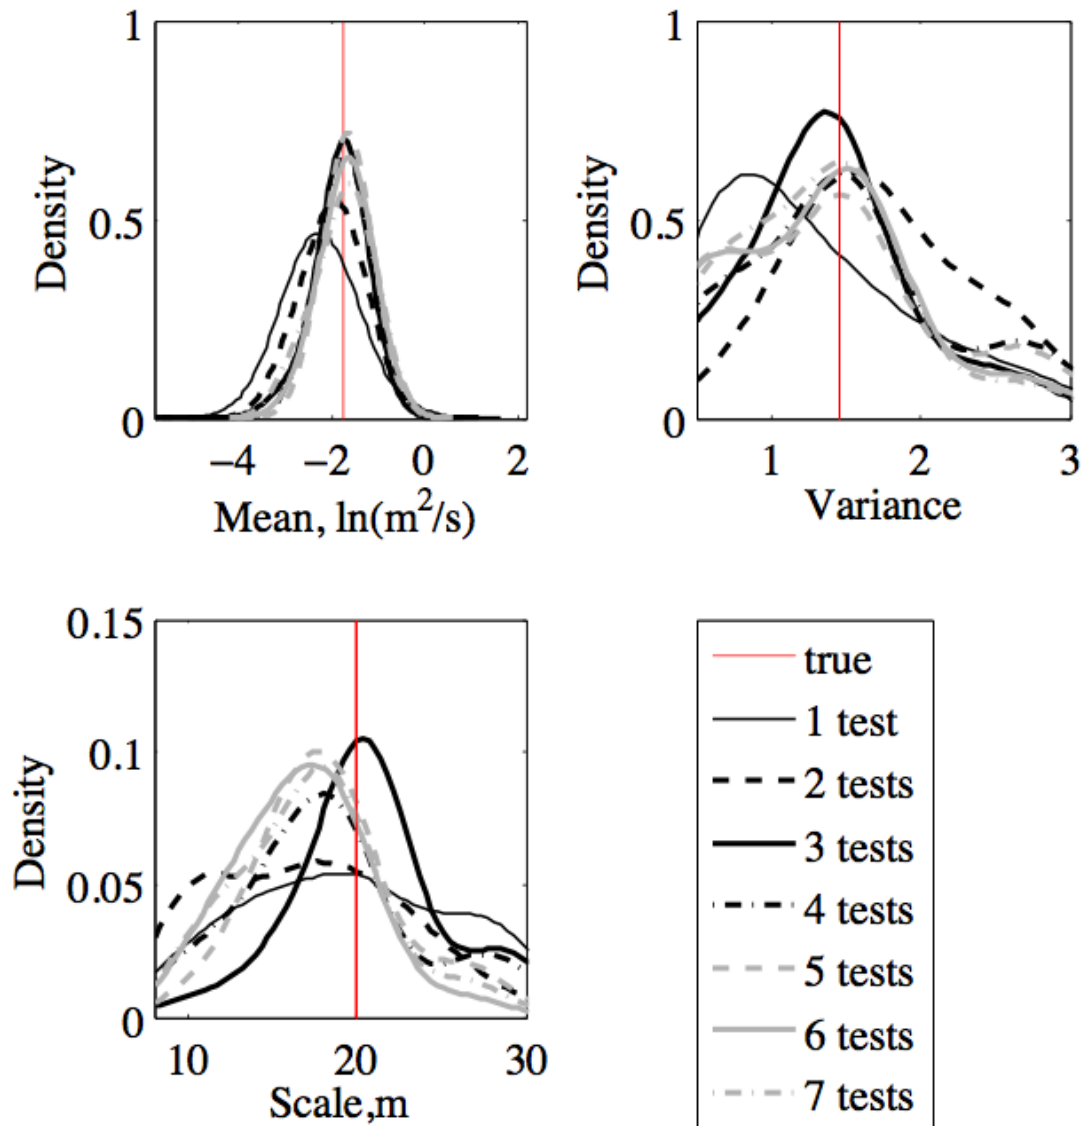 1
0.5
0
Density
−4 −2 0 2
Mean, ln(m²/s)
1
0.5
0
Density
1 2 3
Variance
0.15
0.1
0.05
0
Density
10 20 30
Scale,m
true
1 test
2 tests
3 tests
4 tests
5 tests
6 tests
7 tests